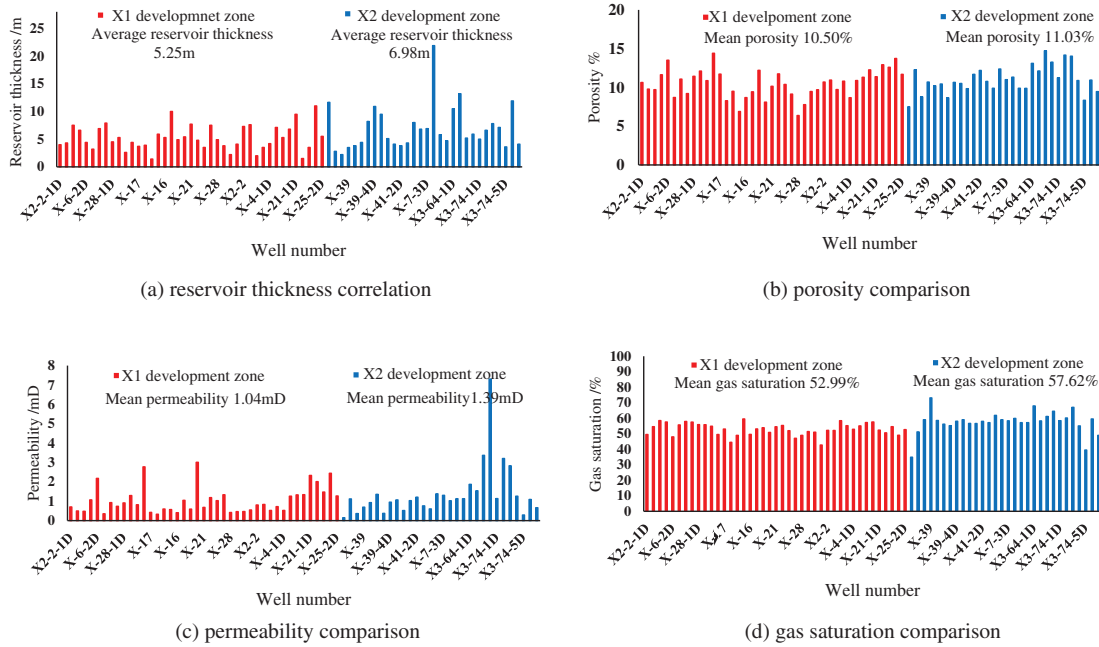 X1 developmnet zone
Average reservoir thickness
5.25m
X2 development zone
Average reservoir thickness
6.98m
Reservoir thickness /m
25
20
15
10
5
0
X2-2-1D
X-6-2D
X-28-1D
X-17
X-16
X-21
X-28
X2-2
X-4-1D
X-21-1D
X-25-2D
X-39
X-39-4D
X-41-2D
X-7-3D
X3-64-1D
X3-74-1D
X3-74-5D
Well number
(a) reservoir thickness correlation
X1 develpoment zone
Mean porosity 10.50%
X2 development zone
Mean porosity 11.03%
Porosity %
20
15
10
5
0
X2-2-1D
X-6-2D
X-28-1D
X-17
X-16
X-21
X-28
X-2-2
X-4-1D
X-21-1D
X-25-2D
X-39
X-39-4D
X-41-2D
X-7-3D
X3-64-1D
X3-74-1D
X3-74-5D
Well number
(b) porosity comparison
X1 development zone
Mean permeability 1.04mD
X2 development zone
Mean permeability1.39mD
Permeability /mD
8
7
6
5
4
3
2
1
0
X2-2-1D
X-6-2D
X-28-1D
X-17
X-16
X-21
X-28
X2-2
X-4-1D
X-21-1D
X-25-2D
X-39
X-39-4D
X-41-2D
X-7-3D
X3-64-1D
X3-74-1D
X3-74-5D
Well number
(c) permeability comparison
X1 development zone
Mean gas saturation 52.99%
X2 development zone
Mean gas saturation 57.62%
Gas saturation /%
100
90
80
70
60
50
40
30
20
10
0
X2-2-1D
X-6-2D
X-28-1D
X4,7
X-16
X-21
X-28
X-2-2
X-4-1D
X-21-1D
X-25-2D
X-39
X-39-4D
X-41-2D
X-7-3D
X3-64-1D
X3-74-1D
X3-74-5D
Well number
(d) gas saturation comparison